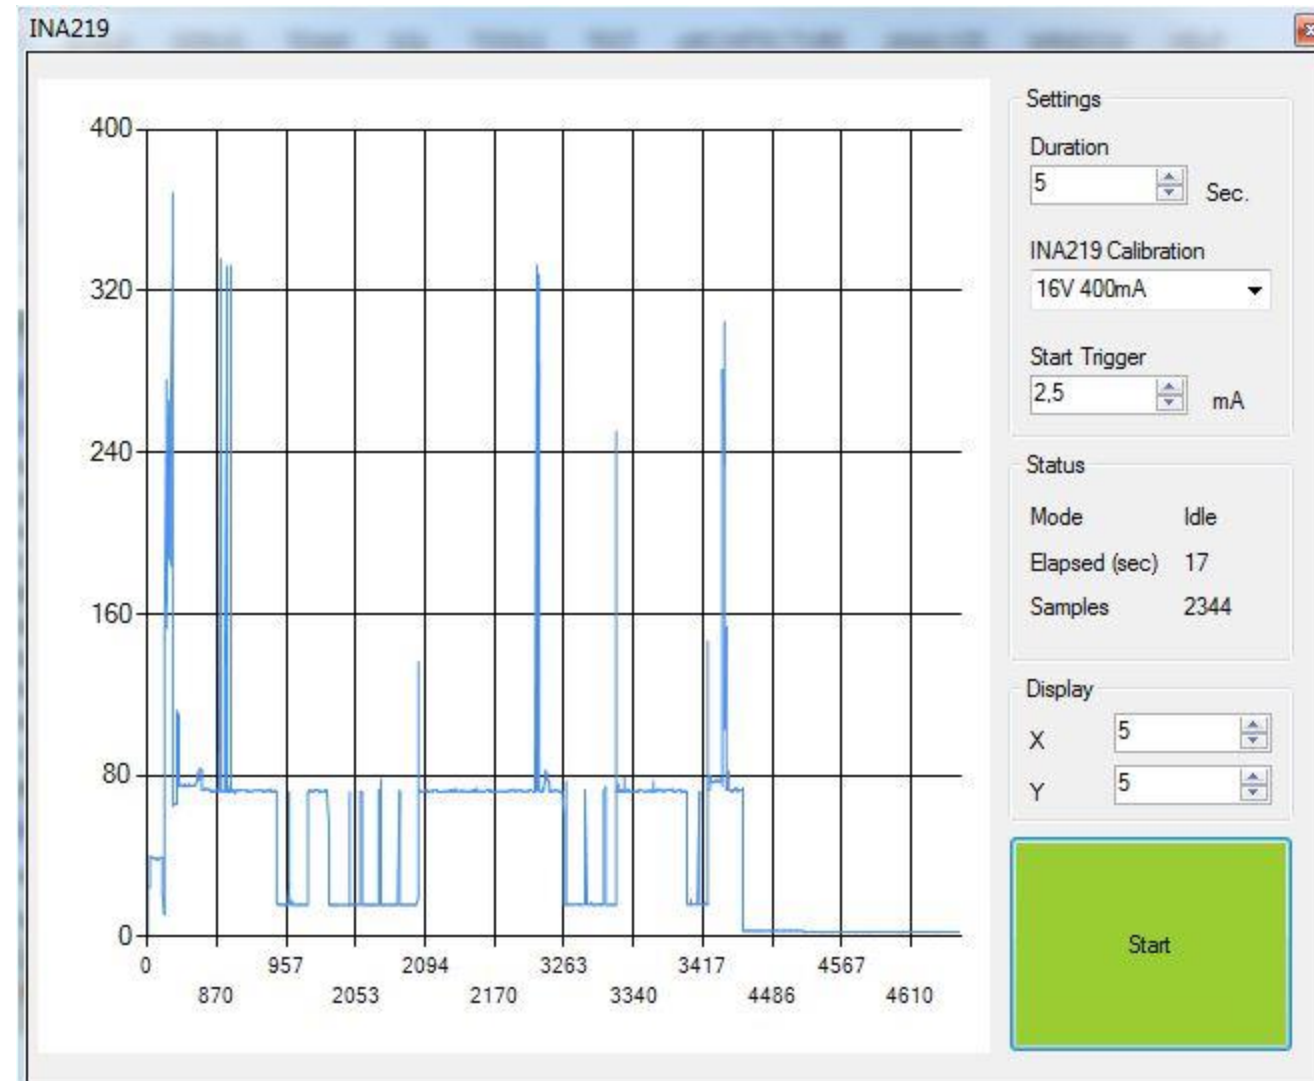 INA219
400
320
240
160
80
0
0 957 2094 3263 3417 4567
870 2053 2170 3340 4486 4610
Settings
Duration
5 Sec.
INA219 Calibration
16V 400mA
Start Trigger
2,5 mA
Status
Mode Idle
Elapsed (sec) 17
Samples 2344
Display
X 5
Y 5
Start